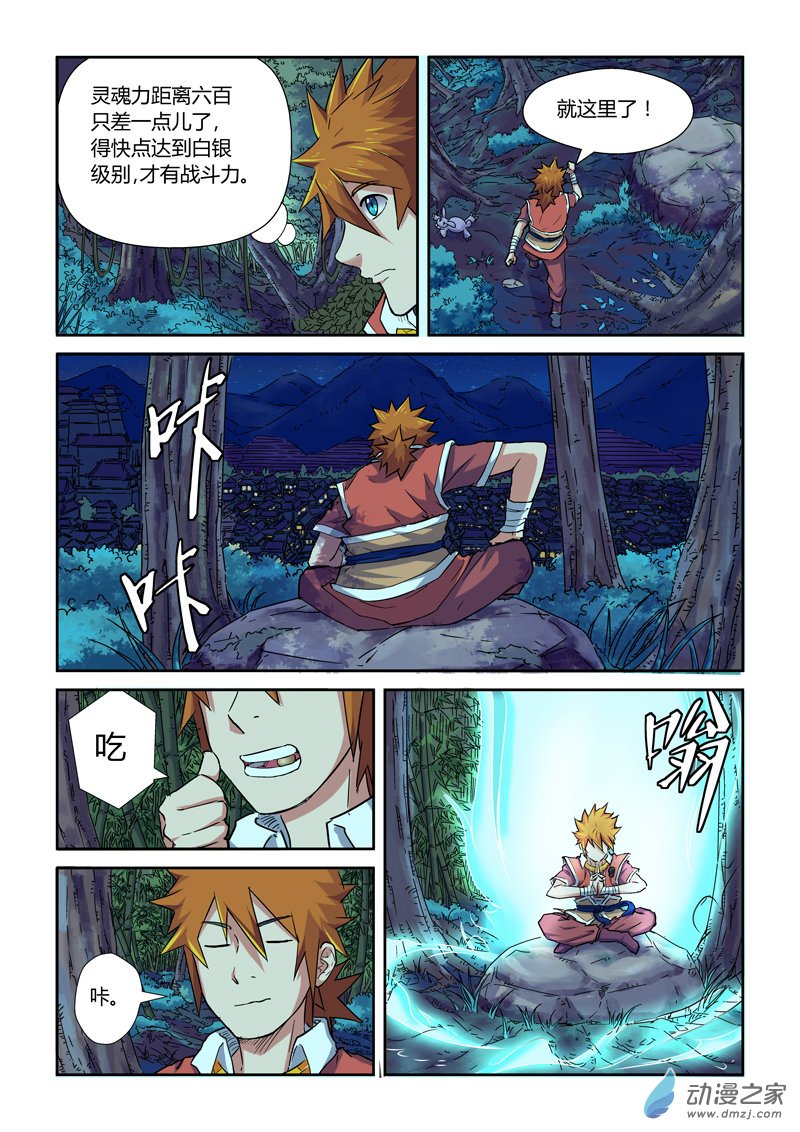 灵魂力距离六百
只差一点儿了，
得快点达到白银
级别，才有战斗力。
就这里了！
咔
咔
吃
咔。
嗡
动漫之家
www.dmzj.com